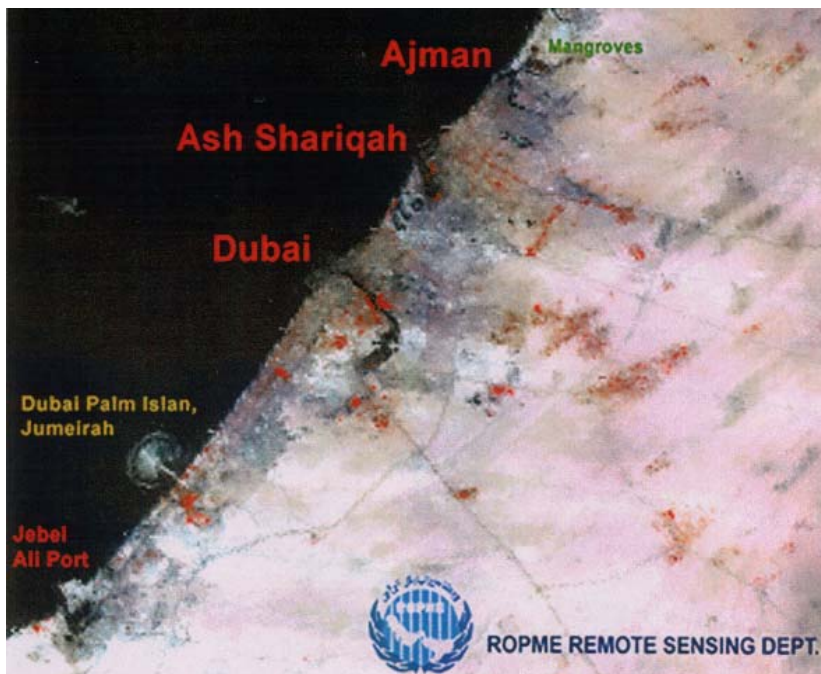 Ajman
Mangroves
Ash Shariqah
Dubai
Dubai Palm Islan,
Jumeirah
Jebel
Ali Port
ROPME REMOTE SENSING DEPT.